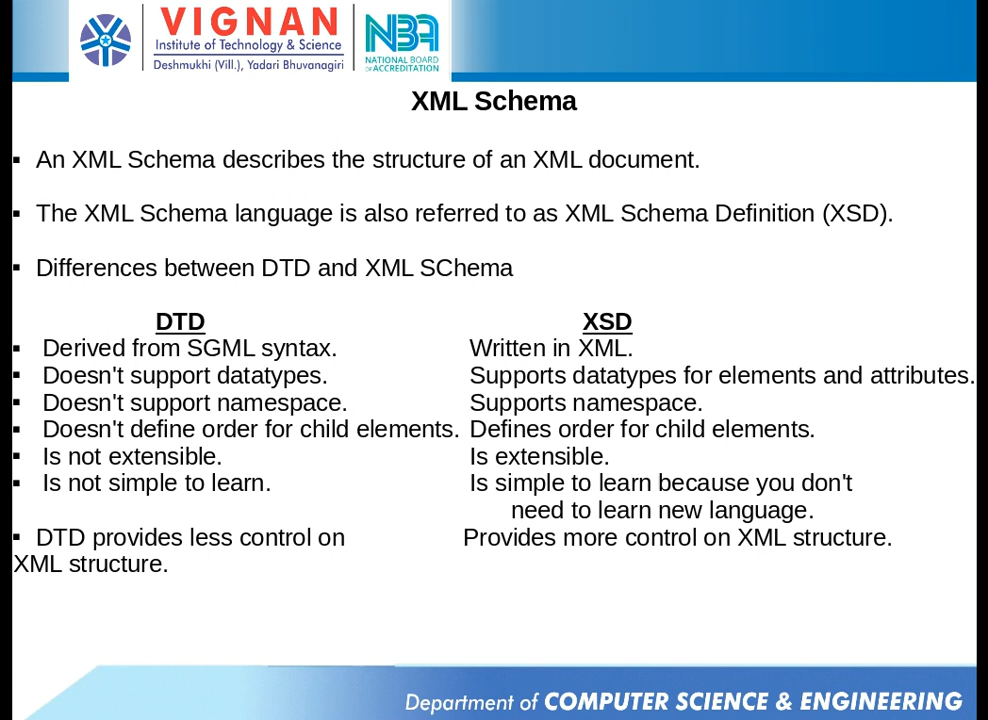 VIGNAN
Institute of Technology & Science
Deshmukhi (Vill.), Yadari Bhuvanagiri
NBA
NATIONAL BOARD
OF ACCREDITATION
XML Schema
▪ An XML Schema describes the structure of an XML document.
▪ The XML Schema language is also referred to as XML Schema Definition (XSD).
▪ Differences between DTD and XML SChema
DTD XSD
▪ Derived from SGML syntax. Written in XML.
▪ Doesn't support datatypes. Supports datatypes for elements and attributes.
▪ Doesn't support namespace. Supports namespace.
▪ Doesn't define order for child elements. Defines order for child elements.
▪ Is not extensible. Is extensible.
▪ Is not simple to learn. Is simple to learn because you don't
need to learn new language.
▪ DTD provides less control on Provides more control on XML structure.
XML structure.
Department of COMPUTER SCIENCE & ENGINEERING